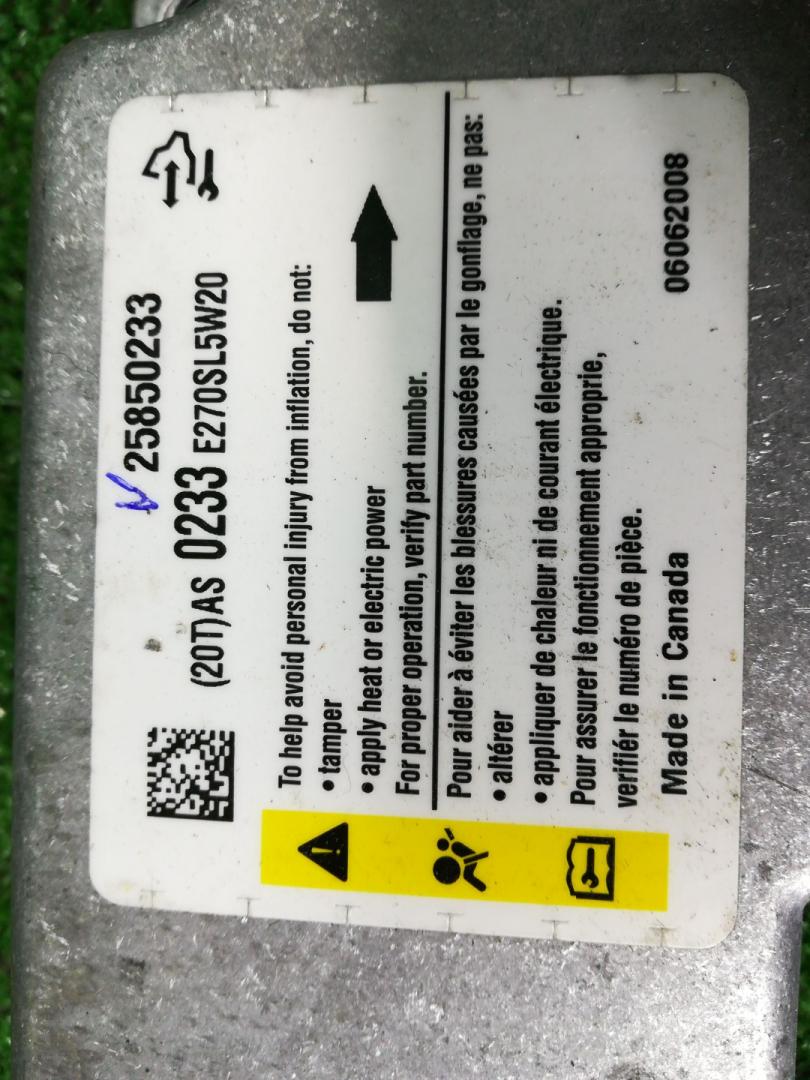 25850233
(20T)AS 0233 E270SL5W20
To help avoid personal injury from inflation, do not:
• tamper
• apply heat or electric power
For proper operation, verify part number.
Pour aider à éviter les blessures causées par le gonflage, ne pas:
• altérer
• appliquer de chaleur ni de courant électrique.
Pour assurer le fonctionnement approprie,
verifiér le numéro de pièce.
Made in Canada 06062008